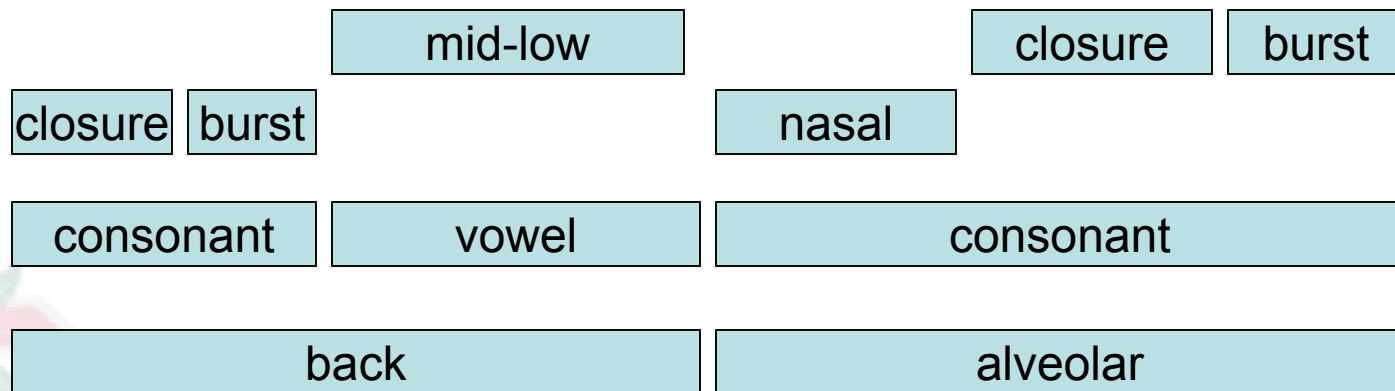 mid-low closure burst
closure burst nasal
consonant vowel consonant
back alveolar